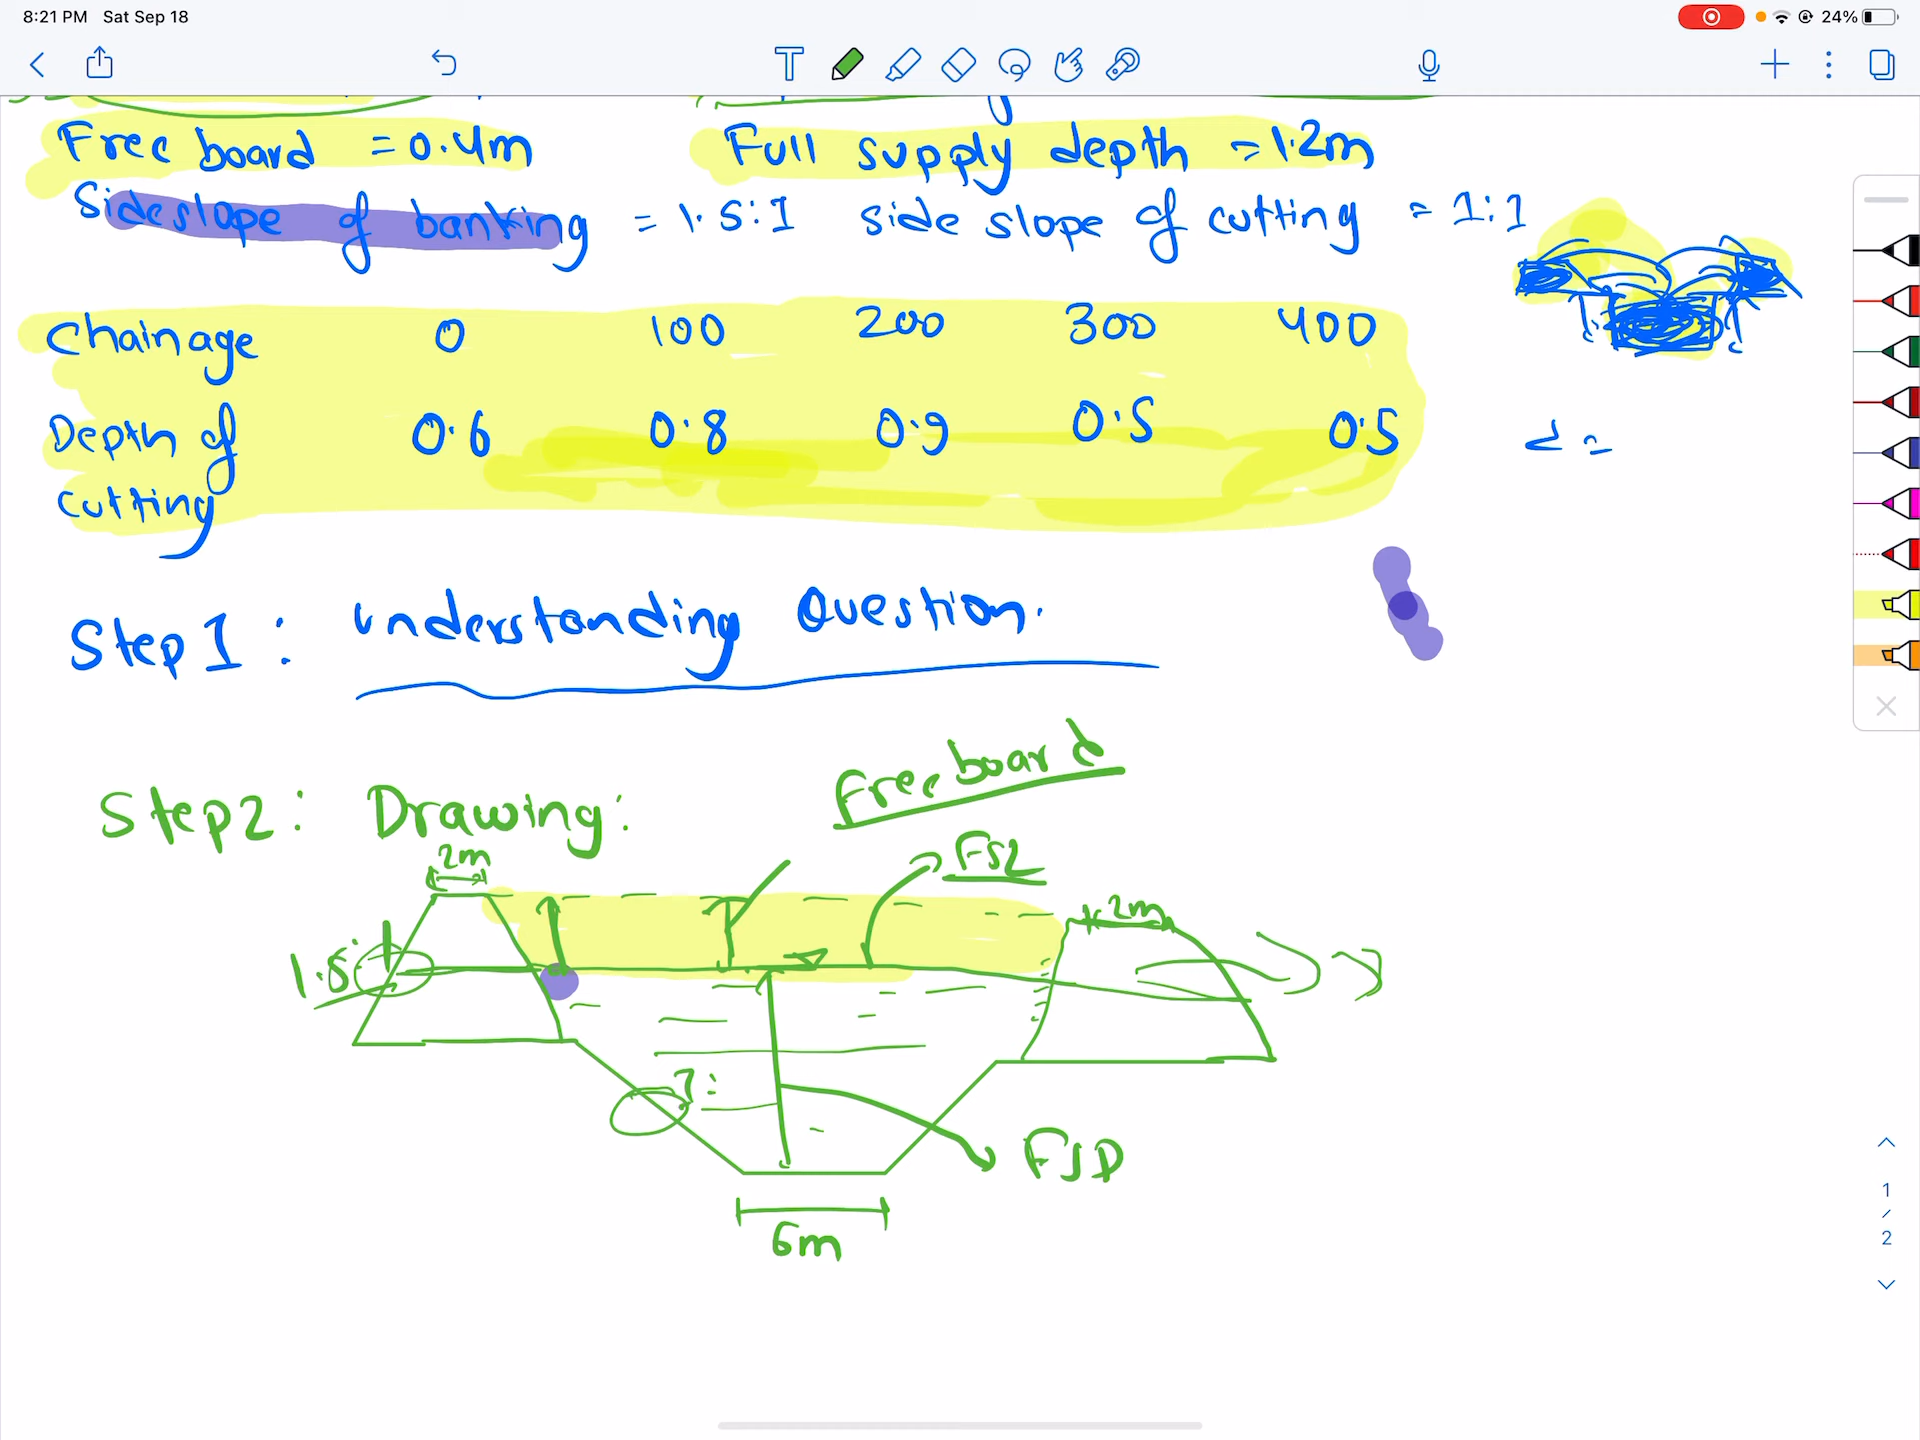 8:21 PM Sat Sep 18
24%
Free board = 0.4m
Full supply depth = 1.2m
Side slope of banking = 1.5:1 side slope of cutting = 1:1
Chainage 0 100 200 300 400
Depth of cutting 0.6 0.8 0.9 0.5 0.5
Step 1 : Understanding Question.
Step 2 : Drawing :
Free board
2m
FSL
2m
1.5:1
FSD
6m
1
/
2